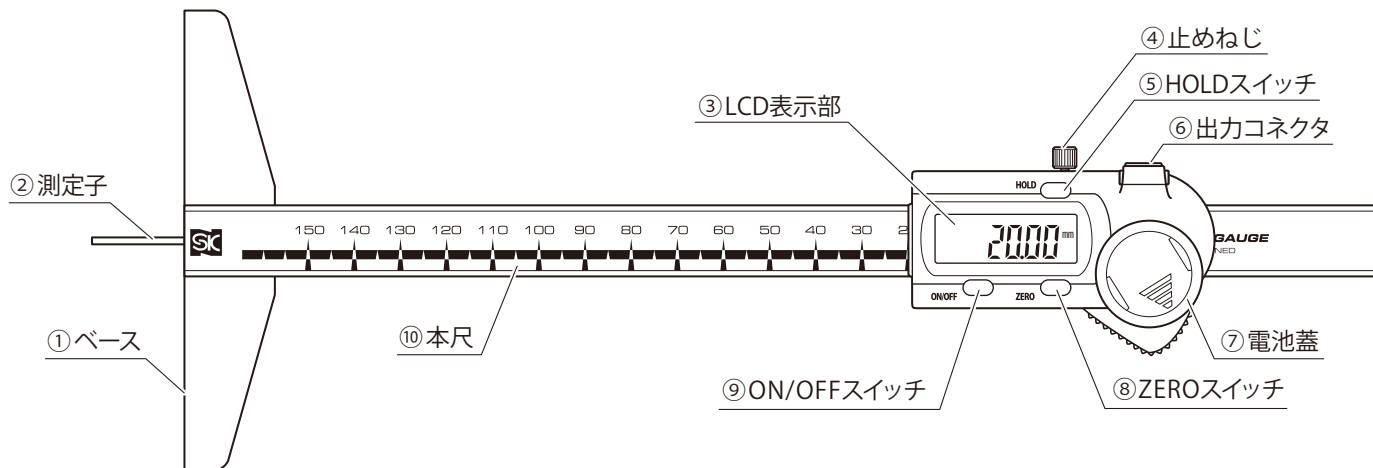 ④止めねじ
⑤HOLDスイッチ
③LCD表示部
⑥出力コネクタ
②測定子
HOLD
SK
150 140 130 120 110 100 90 80 70 60 50 40 30 2
20.00 mm
GAUGE
NED
ON/OFF
ZERO
①ベース
⑩本尺
⑦電池蓋
⑨ON/OFFスイッチ
⑧ZEROスイッチ